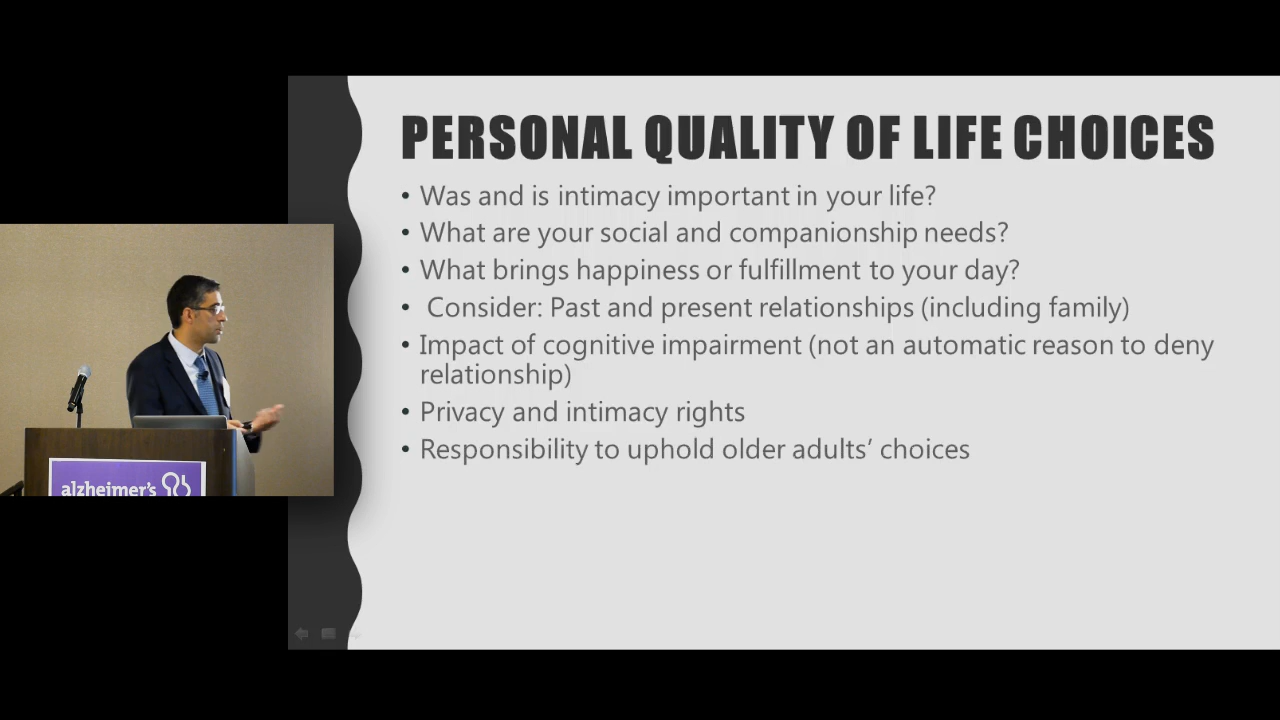 PERSONAL QUALITY OF LIFE CHOICES
• Was and is intimacy important in your life?
• What are your social and companionship needs?
• What brings happiness or fulfillment to your day?
• Consider: Past and present relationships (including family)
• Impact of cognitive impairment (not an automatic reason to deny
relationship)
• Privacy and intimacy rights
• Responsibility to uphold older adults’ choices
alzheimer's